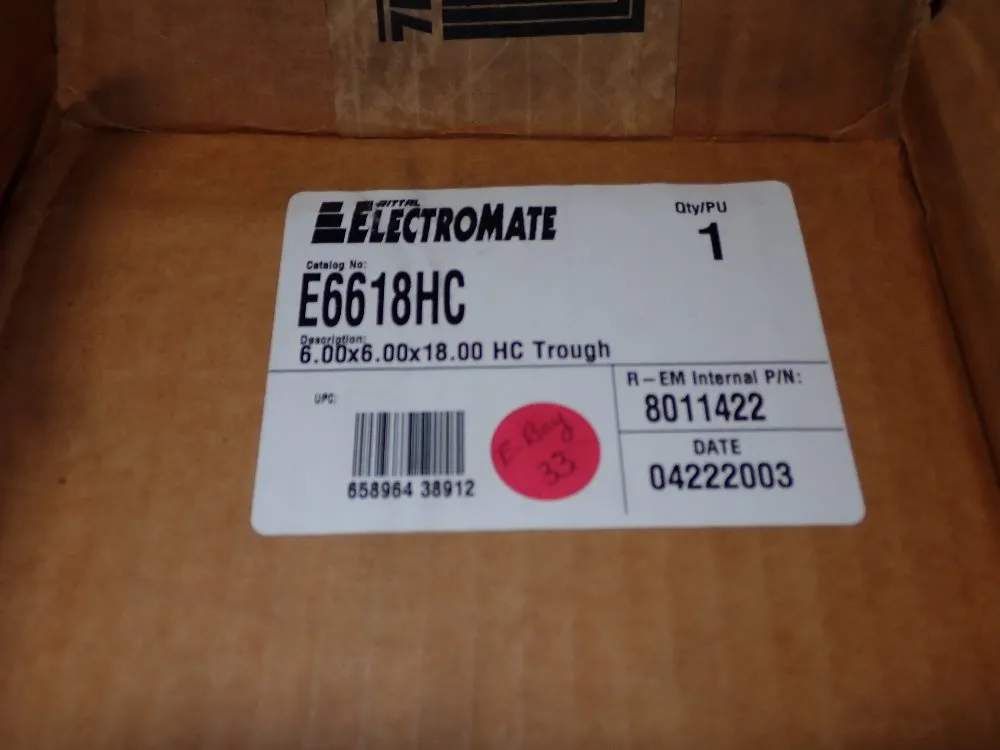 RITTAL
ELECTROMATE
Qty/PU
1
Catalog No:
E6618HC
Description:
6.00x6.00x18.00 HC Trough
R-EM Internal P/N:
8011422
UPC:
E. Bay
33
658964 38912
DATE
04222003